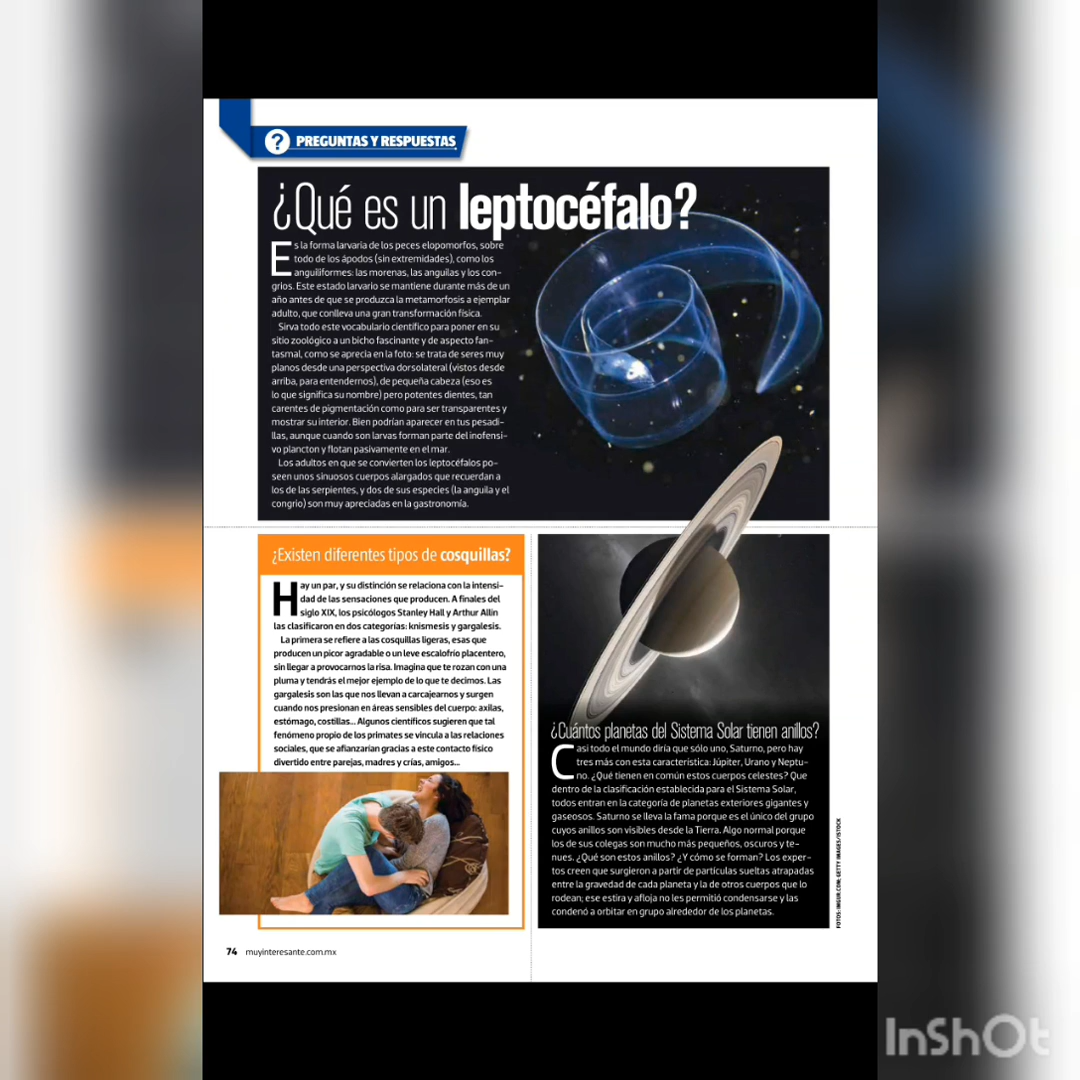 PREGUNTAS Y RESPUESTAS
¿Qué es un leptocéfalo?
Es la forma larvaria de los peces elopomorfos, sobre
todo de los ápodos (sin extremidades), como los
anguiliformes: las morenas, las anguilas y los con-
grios. Este estado larvario se mantiene durante más de un
año antes de que se produzca la metamorfosis a ejemplar
adulto, que conlleva una gran transformación física.
Sirva todo este vocabulario científico para poner en su
sitio zoológico a un bicho fascinante y de aspecto fan-
tasmal, como se aprecia en la foto: se trata de seres muy
planos desde una perspectiva dorsolateral (vistos desde
arriba, para entendernos), de pequeña cabeza (eso es
lo que significa su nombre) pero potentes dientes, tan
carentes de pigmentación como para ser transparentes y
mostrar su interior. Bien podrían aparecer en tus pesadi-
llas, aunque cuando son larvas forman parte del inofensi-
vo plancton y flotan pasivamente en el mar.
Los adultos en que se convierten los leptocéfalos po-
seen unos sinuosos cuerpos alargados que recuerdan a
los de las serpientes, y dos de sus especies (la anguila y el
congrio) son muy apreciadas en la gastronomía.
¿Existen diferentes tipos de cosquillas?
Hay un par, y su distinción se relaciona con la intensi-
dad de las sensaciones que producen. A finales del
siglo XIX, los psicólogos Stanley Hall y Arthur Allin
las clasificaron en dos categorías: knismesis y gargalesis.
La primera se refiere a las cosquillas ligeras, esas que
producen un picor agradable o un leve escalofrío placentero,
sin llegar a provocarnos la risa. Imagina que te rozan con una
pluma y tendrás el mejor ejemplo de lo que te decimos. Las
gargalesis son las que nos llevan a carcajearnos y surgen
cuando nos presionan en áreas sensibles del cuerpo: axilas,
estómago, costillas... Algunos científicos sugieren que tal
fenómeno propio de los primates se vincula a las relaciones
sociales, que se afianzarían gracias a este contacto físico
divertido entre parejas, madres y crías, amigos...
¿Cuántos planetas del Sistema Solar tienen anillos?
Casi todo el mundo diría que sólo uno, Saturno, pero hay
tres más con esta característica: Júpiter, Urano y Neptu-
no. ¿Qué tienen en común estos cuerpos celestes? Que
dentro de la clasificación establecida para el Sistema Solar,
todos entran en la categoría de planetas exteriores gigantes y
gaseosos. Saturno se lleva la fama porque es el único del grupo
cuyos anillos son visibles desde la Tierra. Algo normal porque
los de sus colegas son mucho más pequeños, oscuros y te-
nues. ¿Qué son estos anillos? ¿Y cómo se forman? Los exper-
tos creen que surgieron a partir de partículas sueltas atrapadas
entre la gravedad de cada planeta y la de otros cuerpos que lo
rodean; ese estira y afloja no les permitió condensarse y las
condenó a orbitar en grupo alrededor de los planetas.
FOTOS: IMGUR.COM; GETTY IMAGES/ISTOCK
74 muyinteresante.com.mx
InShOt